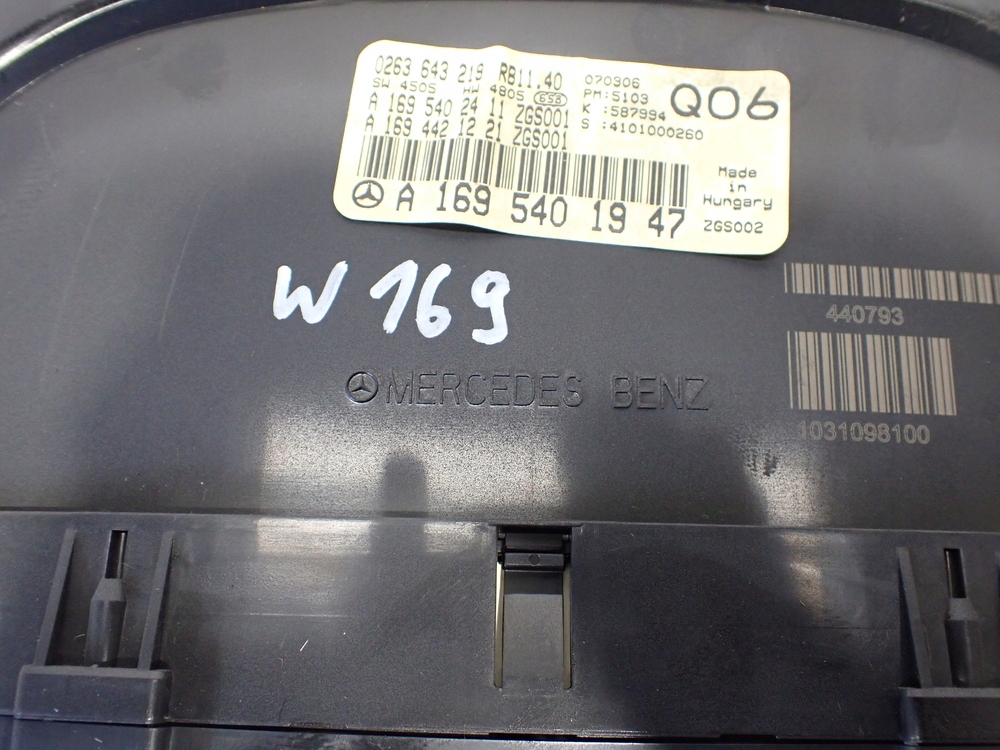 0263 643 219 RB11.40
SW 4505 HW 4805 658
A 169 540 24 11 ZGS001
A 169 442 12 21 ZGS001
070306
PM:5103
K :587994
S :4101000260
Q06
A 169 540 19 47
Made
in
Hungary
ZGS002
W 169
440793
MERCEDES BENZ
1031098100